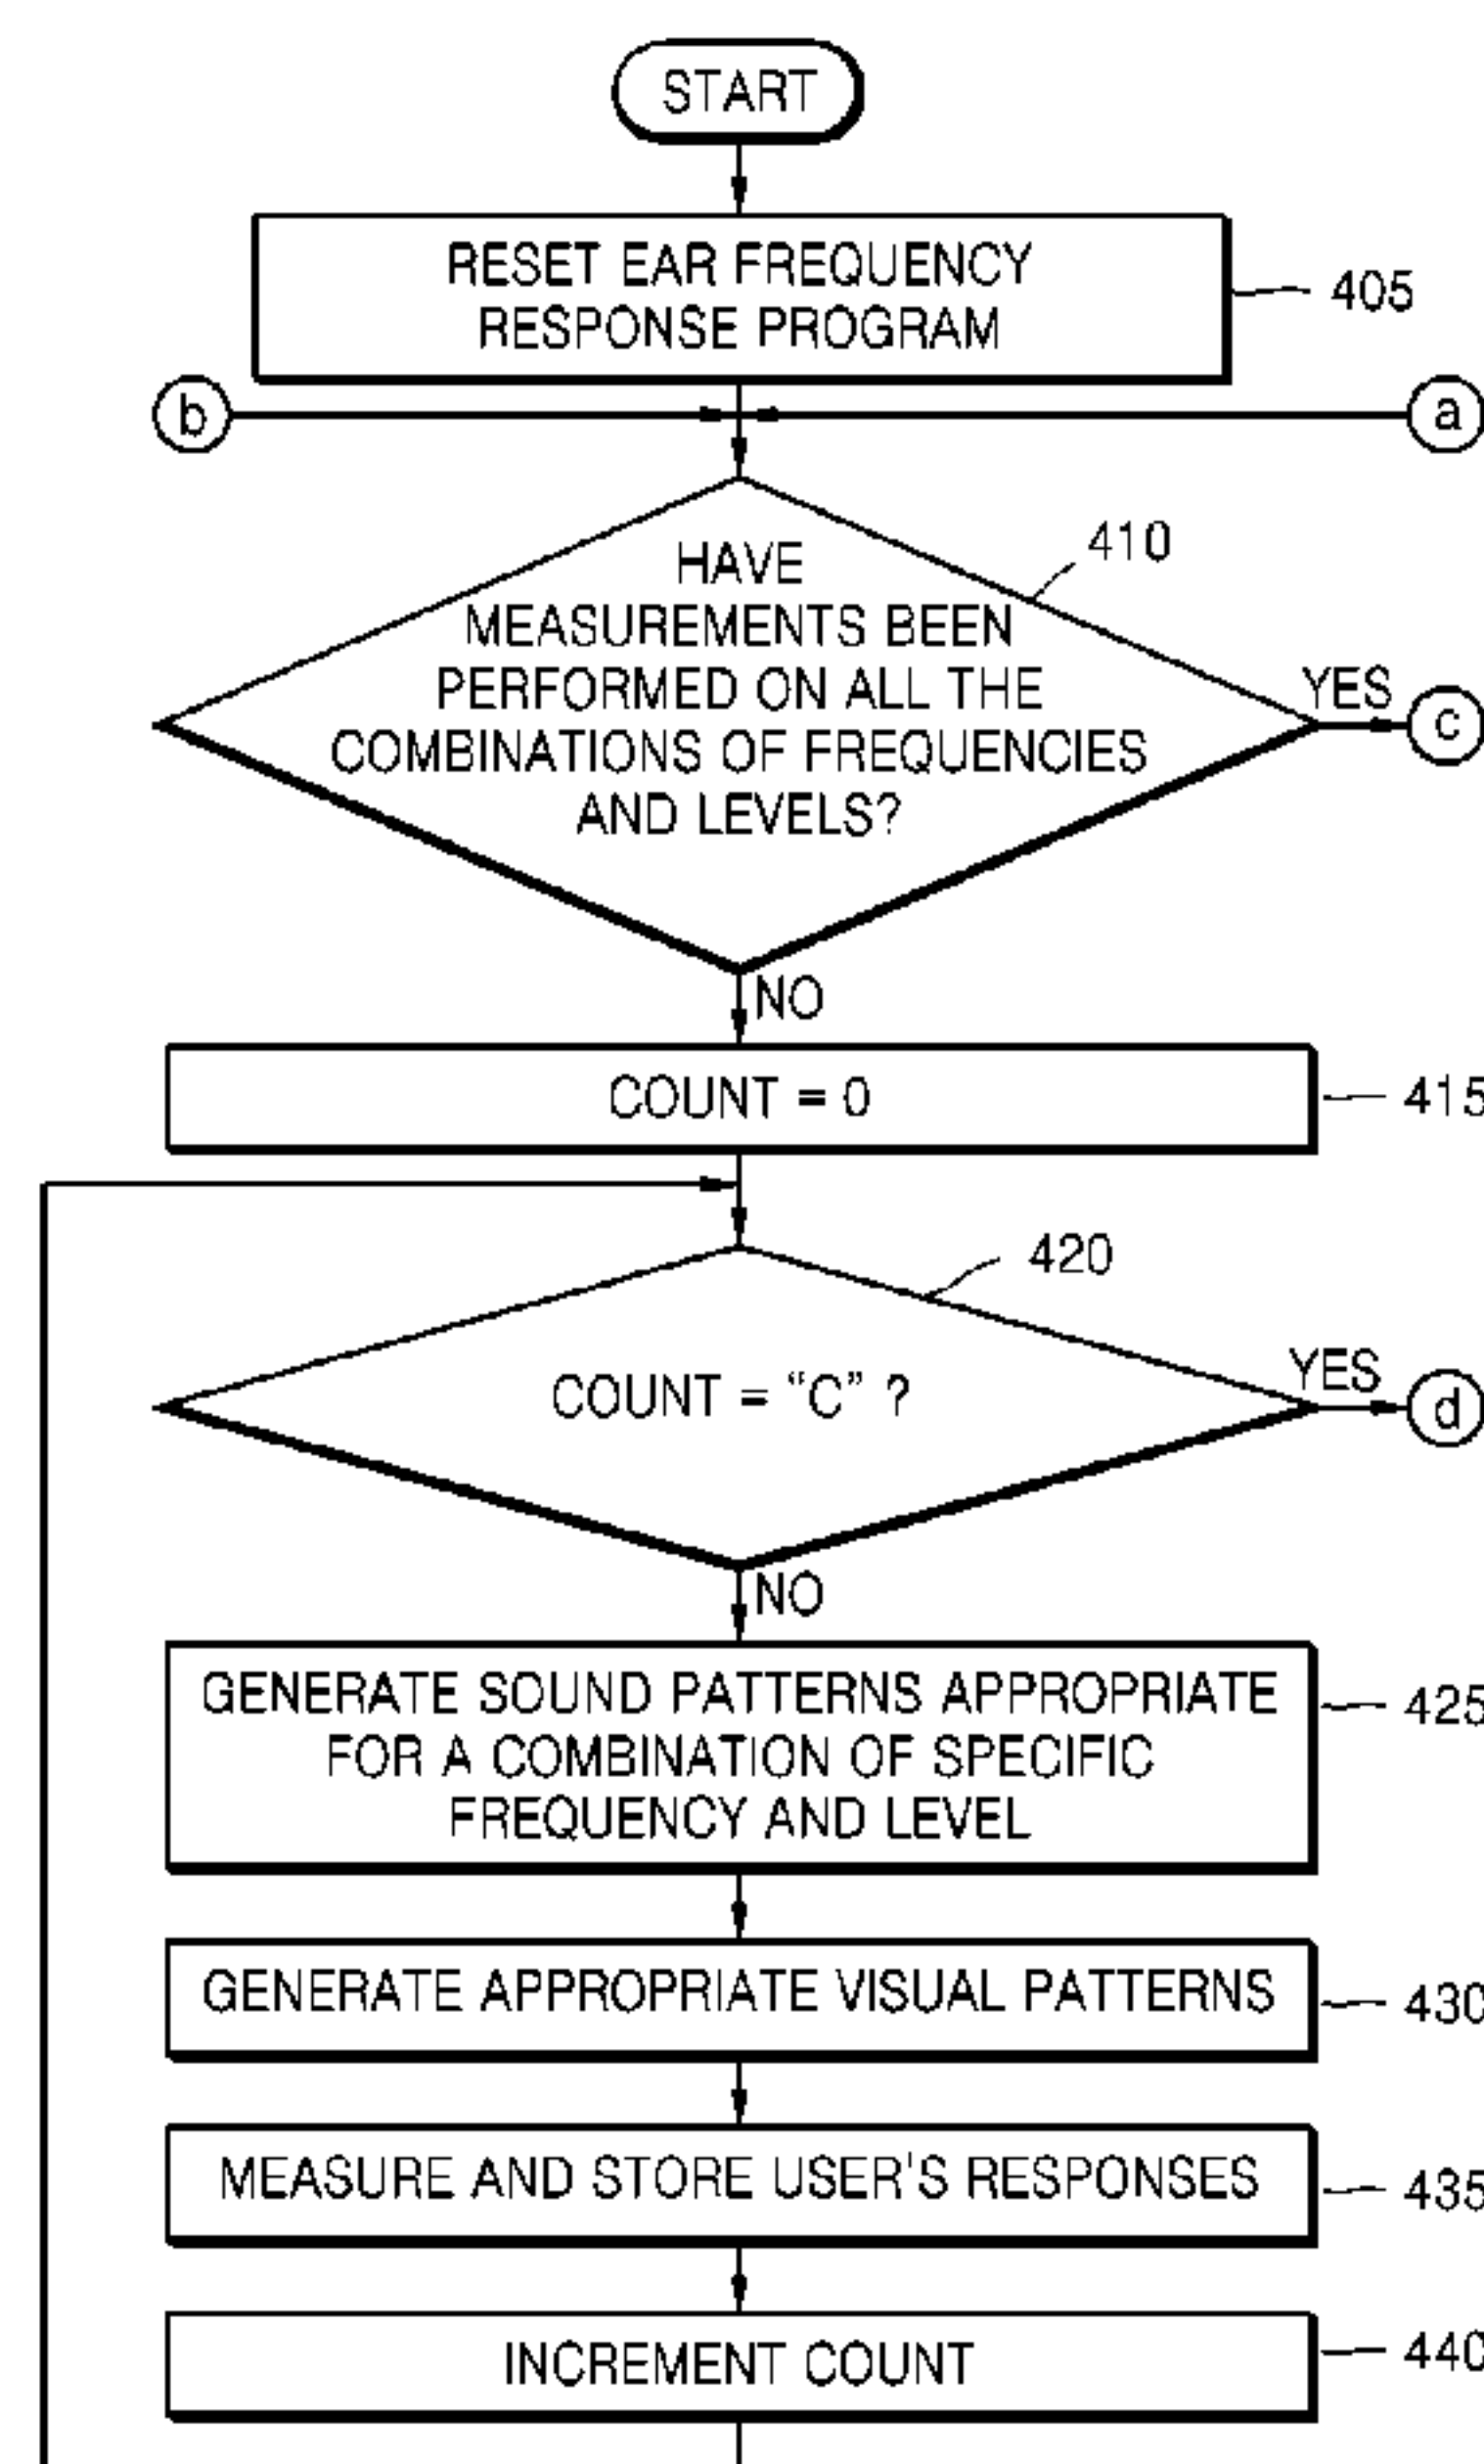 START
RESET EAR FREQUENCY
RESPONSE PROGRAM
405
b
a
410
HAVE
MEASUREMENTS BEEN
PERFORMED ON ALL THE
COMBINATIONS OF FREQUENCIES
AND LEVELS?
YES
c
NO
COUNT = 0
415
420
COUNT = “C” ?
YES
d
NO
GENERATE SOUND PATTERNS APPROPRIATE
FOR A COMBINATION OF SPECIFIC
FREQUENCY AND LEVEL
425
GENERATE APPROPRIATE VISUAL PATTERNS
430
MEASURE AND STORE USER'S RESPONSES
435
INCREMENT COUNT
440